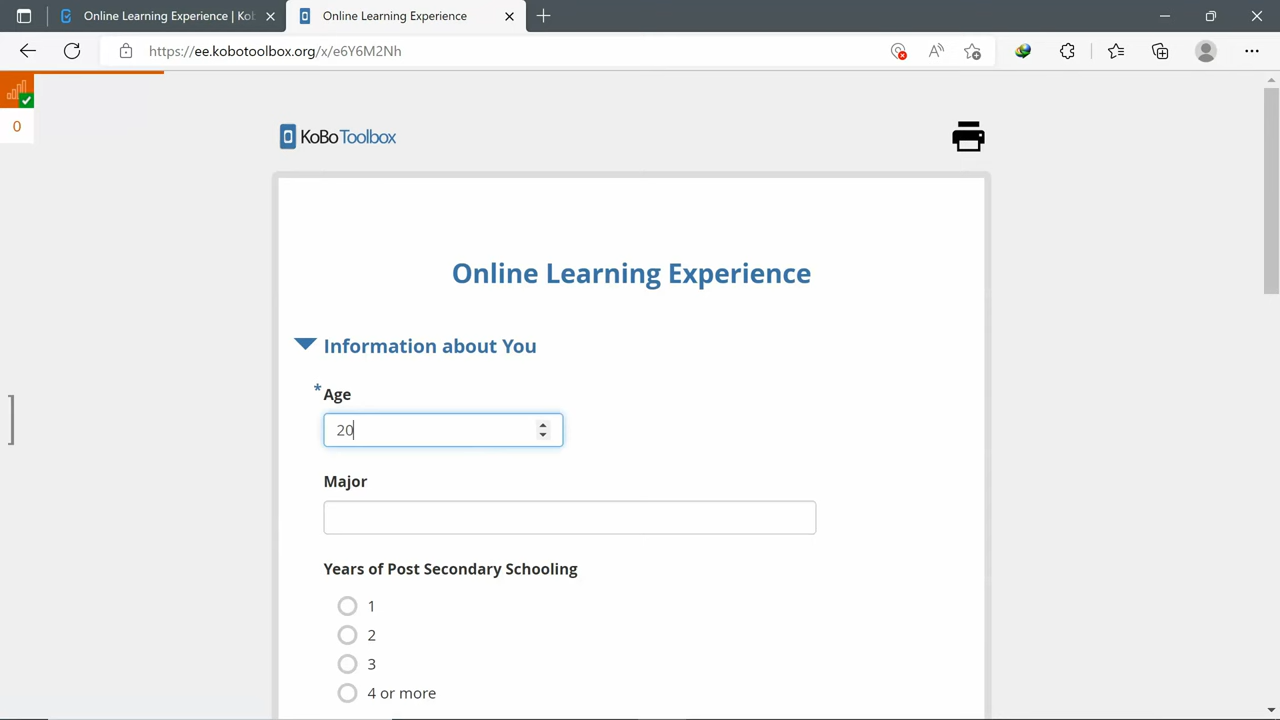 Online Learning Experience | Kob
Online Learning Experience
https://ee.kobotoolbox.org/x/e6Y6M2Nh
0
KoBoToolbox
Online Learning Experience
Information about You
* Age
20
Major
Years of Post Secondary Schooling
1
2
3
4 or more